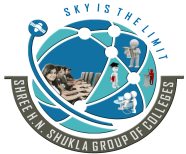 SKY IS THE LIMIT
SHREE H.N. SHUKLA GROUP OF COLLEGES